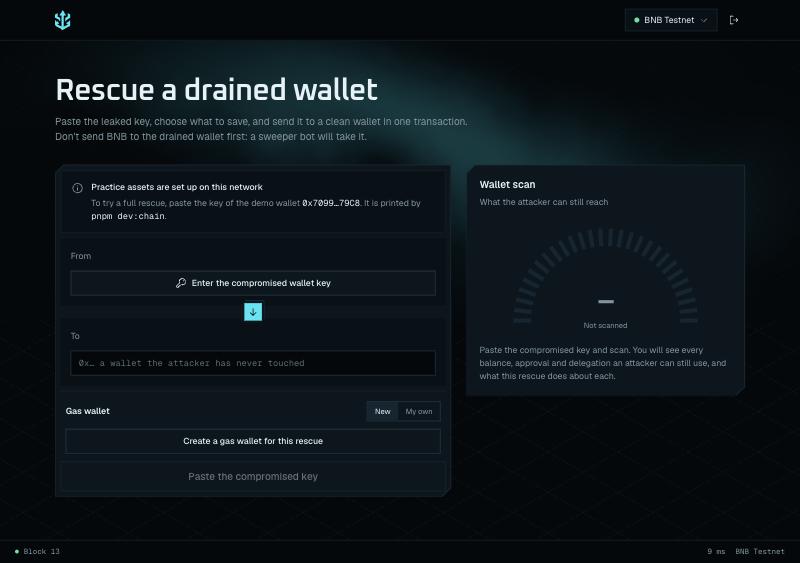 BNB Testnet
Rescue a drained wallet
Paste the leaked key, choose what to save, and send it to a clean wallet in one transaction.
Don't send BNB to the drained wallet first: a sweeper bot will take it.
Practice assets are set up on this network
To try a full rescue, paste the key of the demo wallet 0x7099…79C8. It is printed by
pnpm dev:chain.
From
Enter the compromised wallet key
To
0x… a wallet the attacker has never touched
Gas wallet
New
My own
Create a gas wallet for this rescue
Paste the compromised key
Wallet scan
What the attacker can still reach
—
Not scanned
Paste the compromised key and scan. You will see every
balance, approval and delegation an attacker can still use, and
what this rescue does about each.
Block 13
9 ms
BNB Testnet